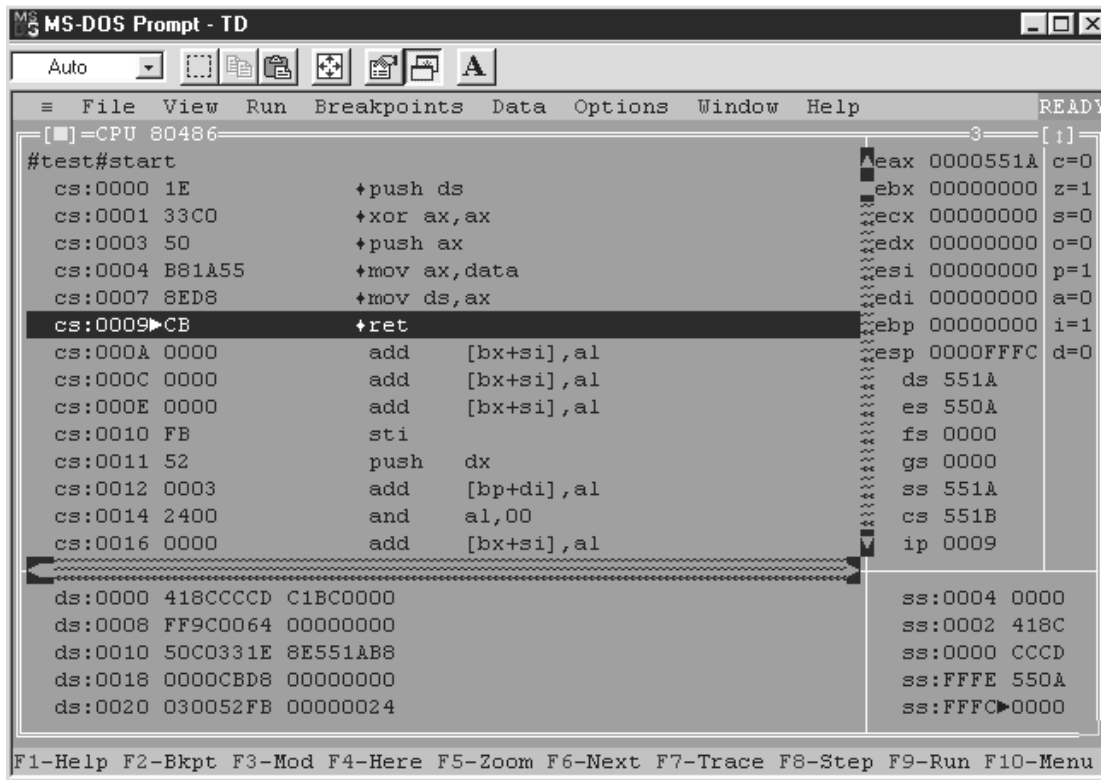 MS-DOS Prompt - TD
Auto
A
≡ File View Run Breakpoints Data Options Window Help READY
[■]=CPU 80486 3 [↕]
#test#start eax 0000551A c=0
cs:0000 1E ♦push ds ebx 00000000 z=1
cs:0001 33C0 ♦xor ax,ax ecx 00000000 s=0
cs:0003 50 ♦push ax edx 00000000 o=0
cs:0004 B81A55 ♦mov ax,data esi 00000000 p=1
cs:0007 8ED8 ♦mov ds,ax edi 00000000 a=0
cs:0009►CB ♦ret ebp 00000000 i=1
cs:000A 0000 add [bx+si],al esp 0000FFFC d=0
cs:000C 0000 add [bx+si],al ds 551A
cs:000E 0000 add [bx+si],al es 550A
cs:0010 FB sti fs 0000
cs:0011 52 push dx gs 0000
cs:0012 0003 add [bp+di],al ss 551A
cs:0014 2400 and al,00 cs 551B
cs:0016 0000 add [bx+si],al ip 0009
ds:0000 418CCCCD C1BC0000 ss:0004 0000
ds:0008 FF9C0064 00000000 ss:0002 418C
ds:0010 50C0331E 8E551AB8 ss:0000 CCCD
ds:0018 0000CBD8 00000000 ss:FFFE 550A
ds:0020 030052FB 00000024 ss:FFFC►0000
F1-Help F2-Bkpt F3-Mod F4-Here F5-Zoom F6-Next F7-Trace F8-Step F9-Run F10-Menu